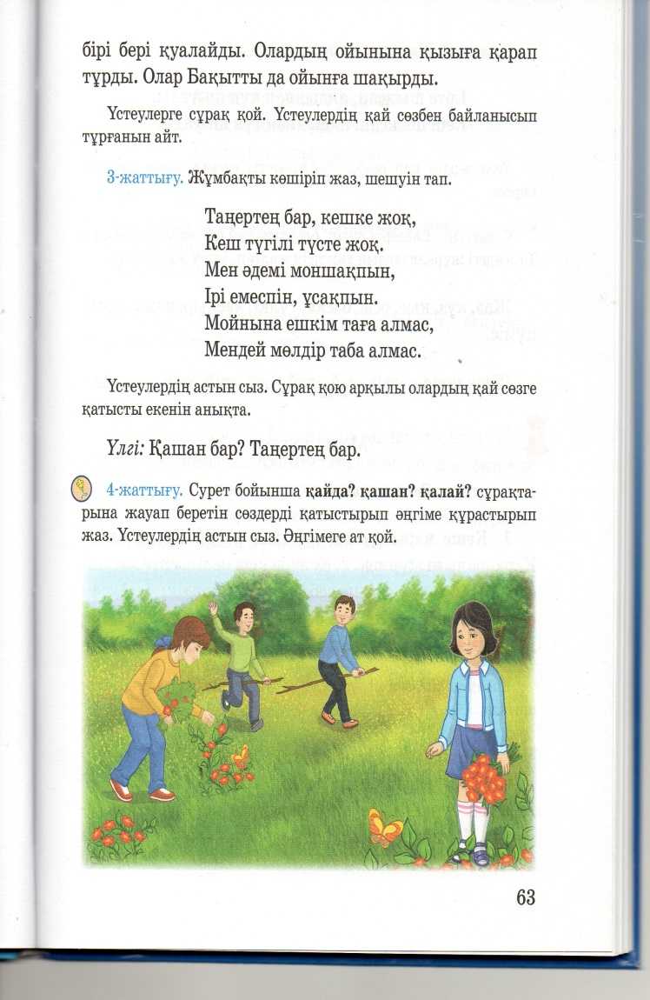 бірі бері қуалайды. Олардың ойынына қызыға қарап
тұрды. Олар Бақытты да ойынға шақырды.
Үстеулерге сұрақ қой. Үстеулердің қай сөзбен байланысып
тұрғанын айт.
3-жаттығу. Жұмбақты көшіріп жаз, шешуін тап.
Таңертең бар, кешке жоқ,
Кеш түгілі түсте жоқ.
Мен әдемі моншақпын,
Ірі емеспін, ұсақпын.
Мойнына ешкім таға алмас,
Мендей мөлдір таба алмас.
Үстеулердің астын сыз. Сұрақ қою арқылы олардың қай сөзге
қатысты екенін анықта.
Үлгі: Қашан бар? Таңертең бар.
4-жаттығу. Сурет бойынша қайда? қашан? қалай? сұрақта-
рына жауап беретін сөздерді қатыстырып әңгіме құрастырып
жаз. Үстеулердің астын сыз. Әңгімеге ат қой.
63